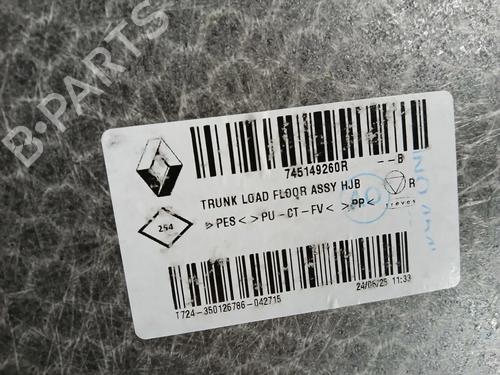 B-PARTS
745149260R
--B
TRUNK LOAD FLOOR ASSY HJB
R
254
>PES< >PU-CT-FV< >PP<
treves
24/06/25 11:33
T724-350126786-042715